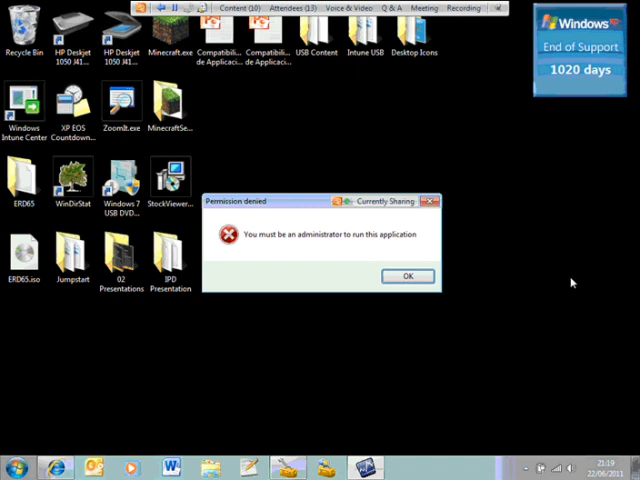 Content (10) Attendees (13) Voice & Video Q & A Meeting Recording
Recycle Bin
HP Deskjet
1050 J41...
HP Deskjet
1050 J41...
Minecraft.exe
Compatibili...
de Applicaci...
Compatibili...
de Applicaci...
USB Content
Intune USB
Desktop Icons
Windows XP
End of Support
1020 days
Windows
Intune Center
XP EOS
Countdown...
ZoomIt.exe
MinecraftSe...
ERD65
WinDirStat
Windows 7
USB DVD...
StockViewer...
Permission denied
Currently Sharing
You must be an administrator to run this application
OK
ERD65.iso
Jumpstart
02
Presentations
IPD
Presentation
21:19
22/06/2011